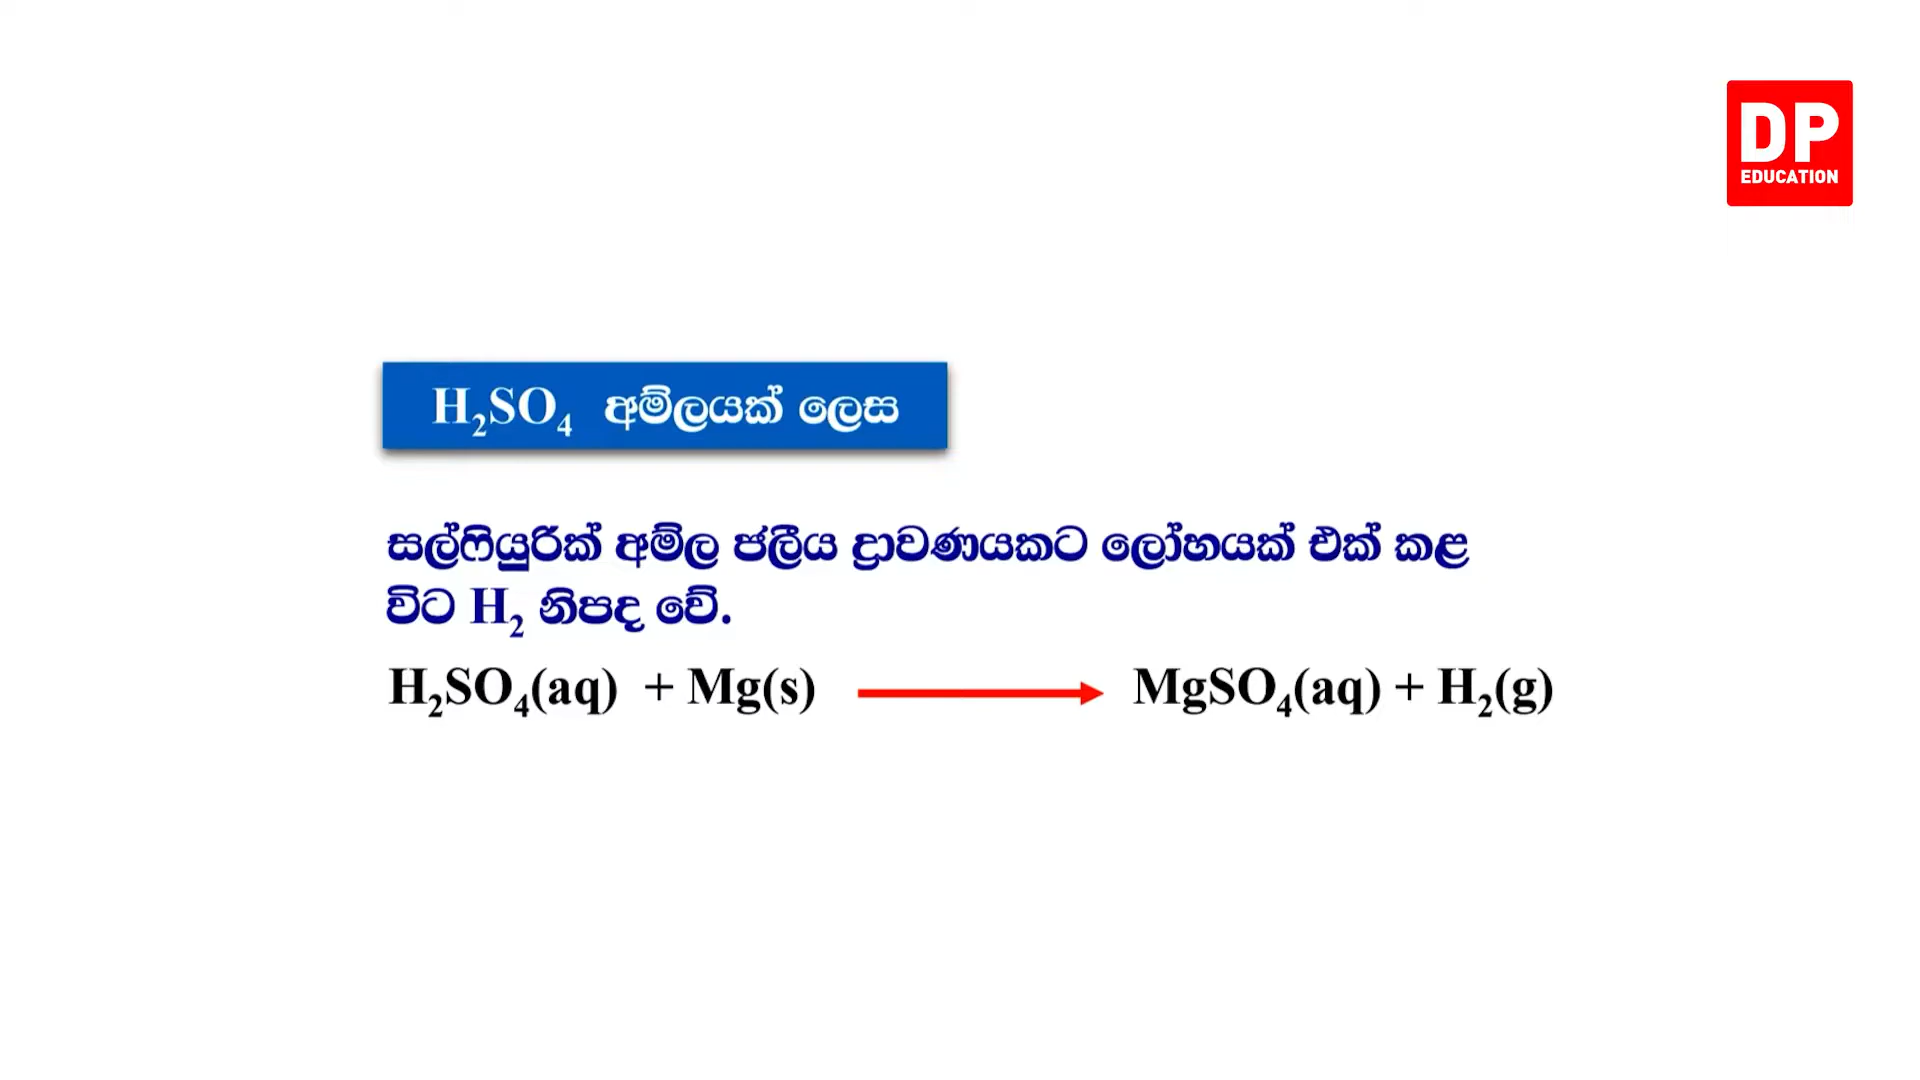 DP
EDUCATION
H₂SO₄ අම්ලයක් ලෙස
සල්ෆියුරික් අම්ල ජලීය ද්‍රාවණයකට ලෝහයක් එක් කළ
විට H₂ නිපද වේ.
H₂SO₄(aq) + Mg(s) ⟶ MgSO₄(aq) + H₂(g)